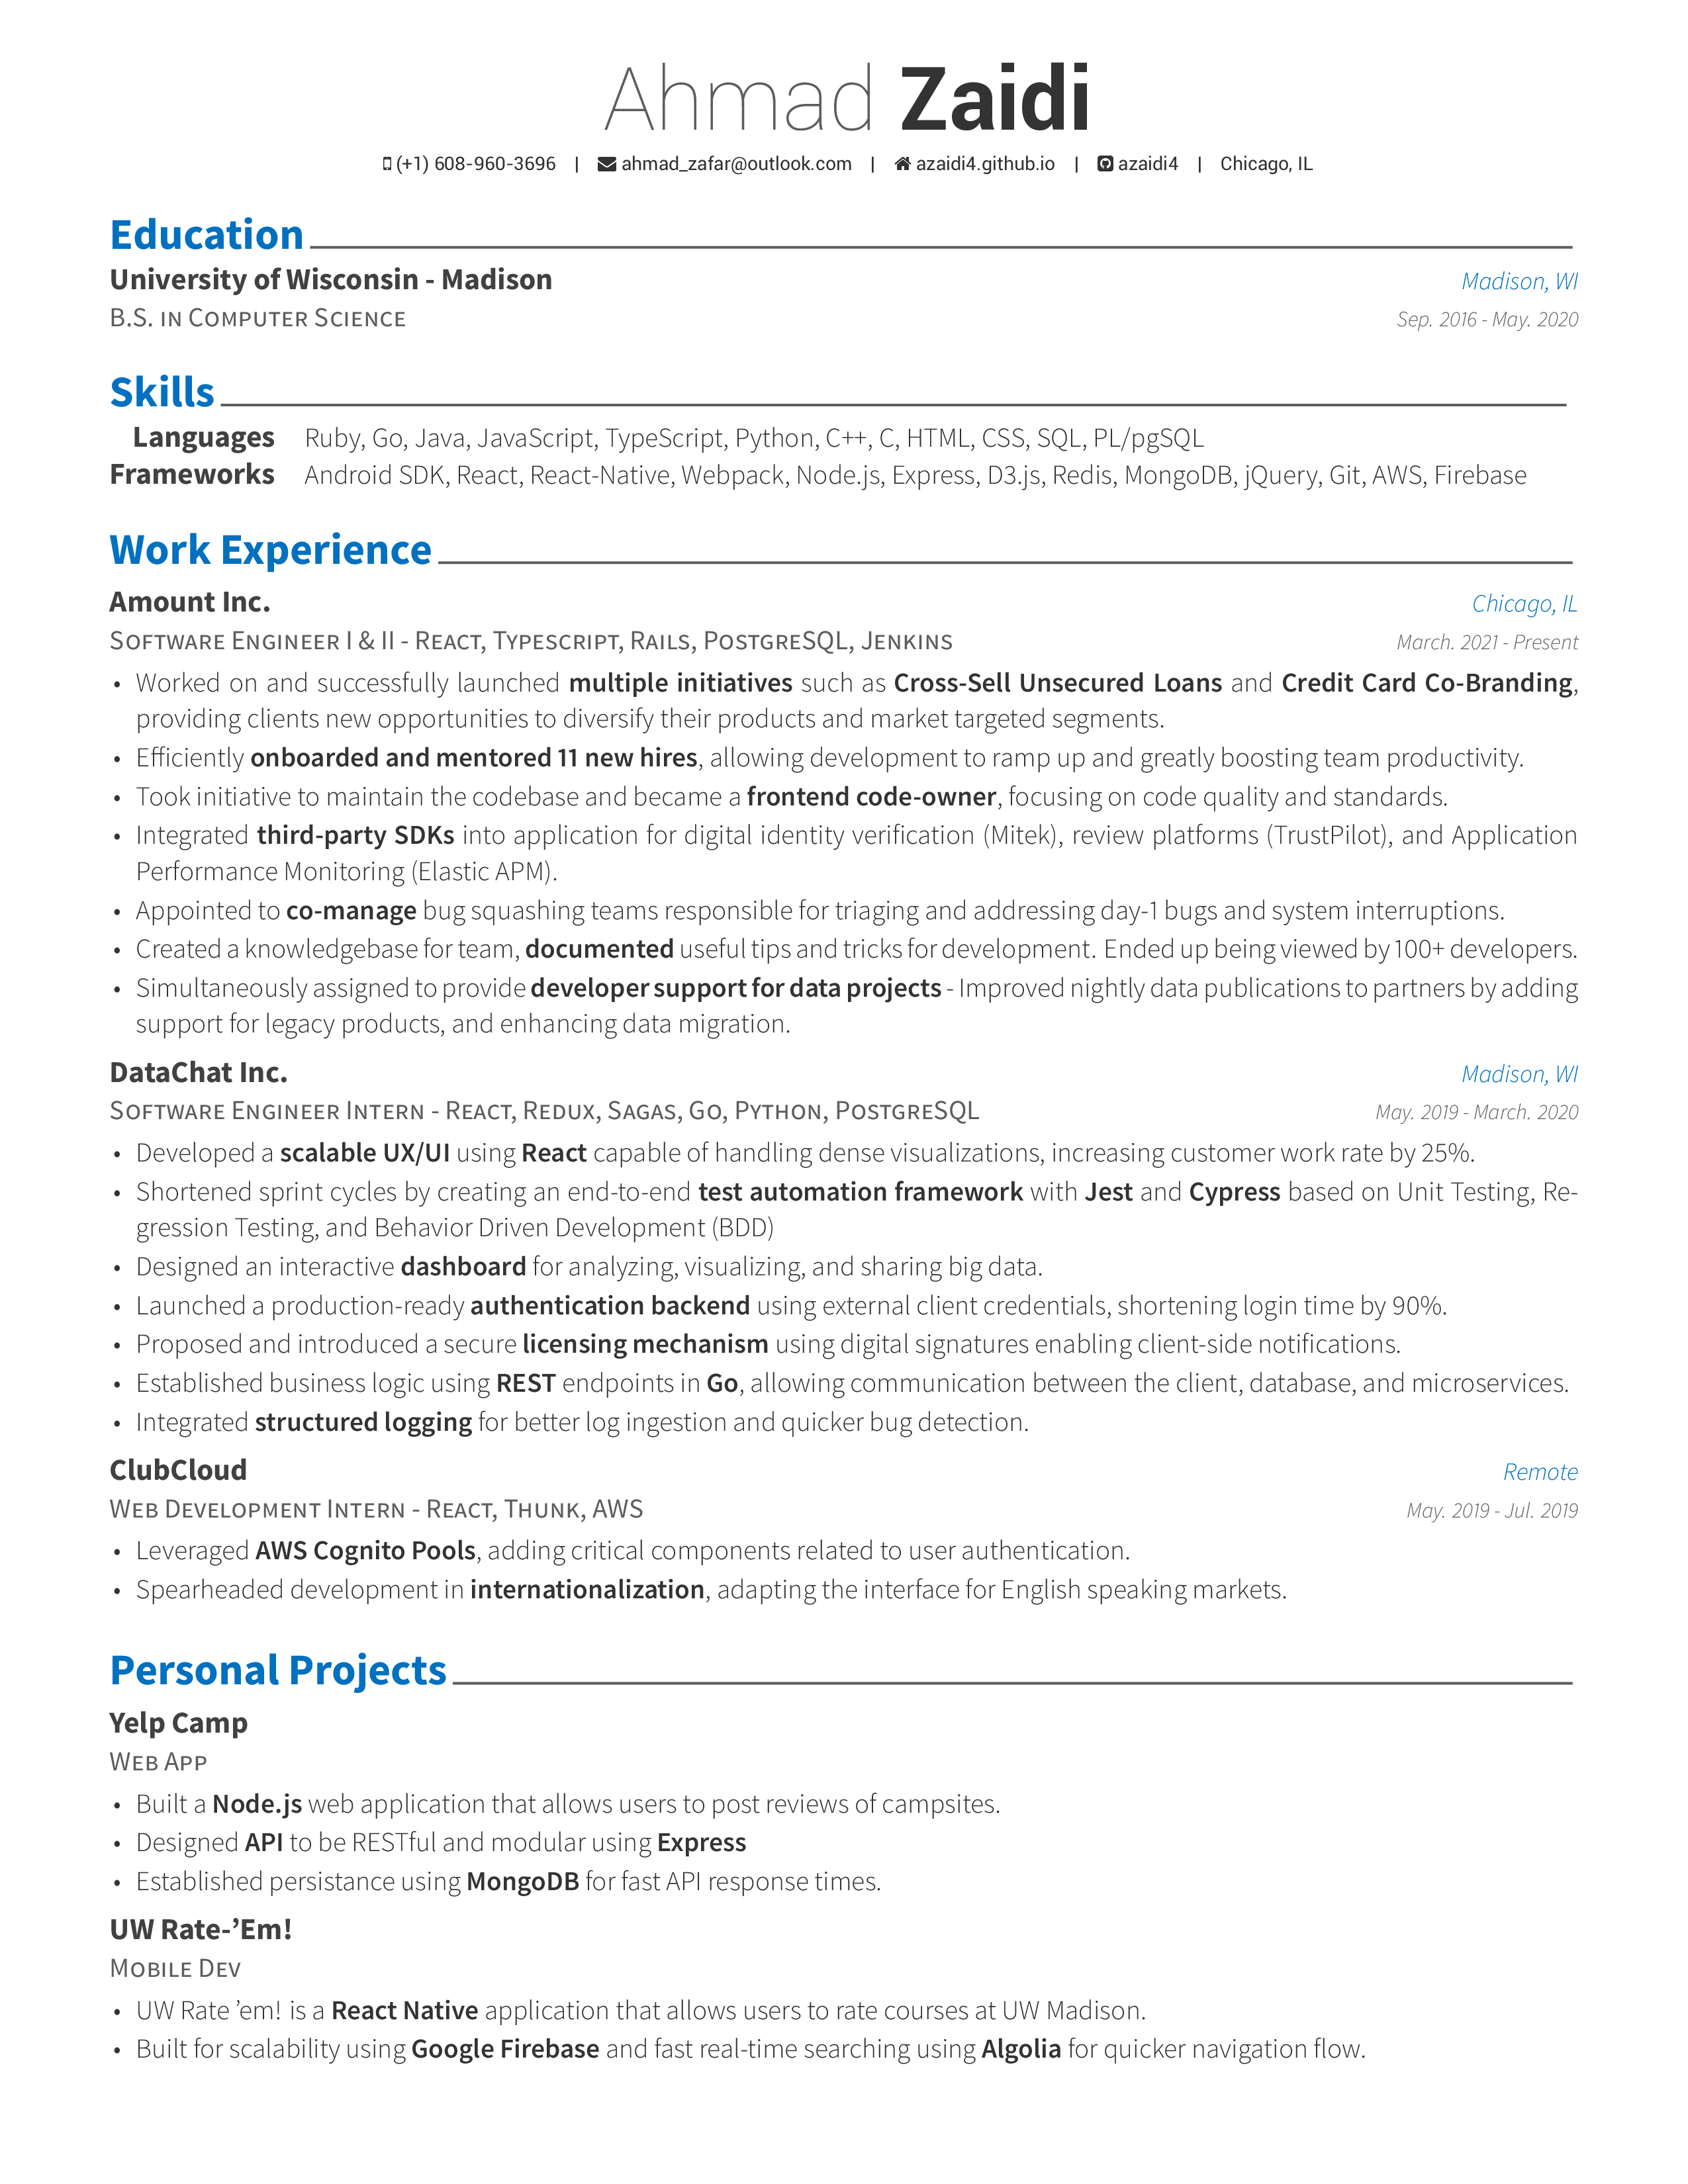 Ahmad Zaidi
(+1) 608-960-3696 | ahmad_zafar@outlook.com | azaidi4.github.io | azaidi4 | Chicago, IL
Education
University of Wisconsin - Madison Madison, WI
B.S. in Computer Science Sep. 2016 - May. 2020
Skills
Languages Ruby, Go, Java, JavaScript, TypeScript, Python, C++, C, HTML, CSS, SQL, PL/pgSQL
Frameworks Android SDK, React, React-Native, Webpack, Node.js, Express, D3.js, Redis, MongoDB, jQuery, Git, AWS, Firebase
Work Experience
Amount Inc. Chicago, IL
Software Engineer I & II - React, Typescript, Rails, PostgreSQL, Jenkins March. 2021 - Present
• Worked on and successfully launched multiple initiatives such as Cross-Sell Unsecured Loans and Credit Card Co-Branding,
providing clients new opportunities to diversify their products and market targeted segments.
• Efficiently onboarded and mentored 11 new hires, allowing development to ramp up and greatly boosting team productivity.
• Took initiative to maintain the codebase and became a frontend code-owner, focusing on code quality and standards.
• Integrated third-party SDKs into application for digital identity verification (Mitek), review platforms (TrustPilot), and Application
Performance Monitoring (Elastic APM).
• Appointed to co-manage bug squashing teams responsible for triaging and addressing day-1 bugs and system interruptions.
• Created a knowledgebase for team, documented useful tips and tricks for development. Ended up being viewed by 100+ developers.
• Simultaneously assigned to provide developer support for data projects - Improved nightly data publications to partners by adding
support for legacy products, and enhancing data migration.
DataChat Inc. Madison, WI
Software Engineer Intern - React, Redux, Sagas, Go, Python, PostgreSQL May. 2019 - March. 2020
• Developed a scalable UX/UI using React capable of handling dense visualizations, increasing customer work rate by 25%.
• Shortened sprint cycles by creating an end-to-end test automation framework with Jest and Cypress based on Unit Testing, Re-
gression Testing, and Behavior Driven Development (BDD)
• Designed an interactive dashboard for analyzing, visualizing, and sharing big data.
• Launched a production-ready authentication backend using external client credentials, shortening login time by 90%.
• Proposed and introduced a secure licensing mechanism using digital signatures enabling client-side notifications.
• Established business logic using REST endpoints in Go, allowing communication between the client, database, and microservices.
• Integrated structured logging for better log ingestion and quicker bug detection.
ClubCloud Remote
Web Development Intern - React, Thunk, AWS May. 2019 - Jul. 2019
• Leveraged AWS Cognito Pools, adding critical components related to user authentication.
• Spearheaded development in internationalization, adapting the interface for English speaking markets.
Personal Projects
Yelp Camp
Web App
• Built a Node.js web application that allows users to post reviews of campsites.
• Designed API to be RESTful and modular using Express
• Established persistance using MongoDB for fast API response times.
UW Rate-’Em!
Mobile Dev
• UW Rate ’em! is a React Native application that allows users to rate courses at UW Madison.
• Built for scalability using Google Firebase and fast real-time searching using Algolia for quicker navigation flow.